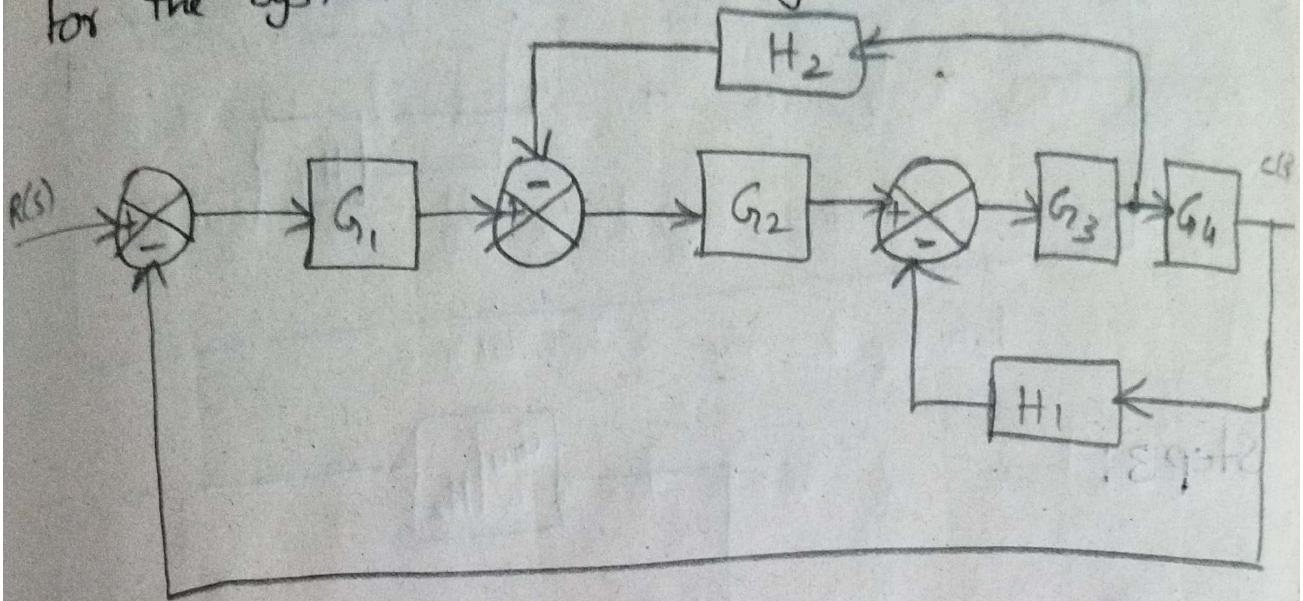 for the
H2
R(s)
G1
G2
G3
G4
+
-
+
-
+
-
H1